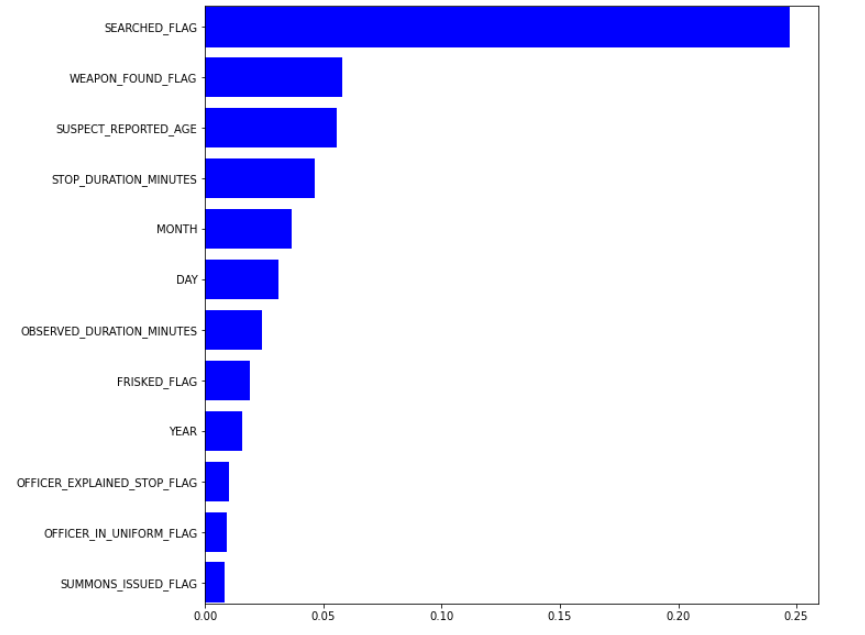 SEARCHED_FLAG
WEAPON_FOUND_FLAG
SUSPECT_REPORTED_AGE
STOP_DURATION_MINUTES
MONTH
DAY
OBSERVED_DURATION_MINUTES
FRISKED_FLAG
YEAR
OFFICER_EXPLAINED_STOP_FLAG
OFFICER_IN_UNIFORM_FLAG
SUMMONS_ISSUED_FLAG
0.00 0.05 0.10 0.15 0.20 0.25